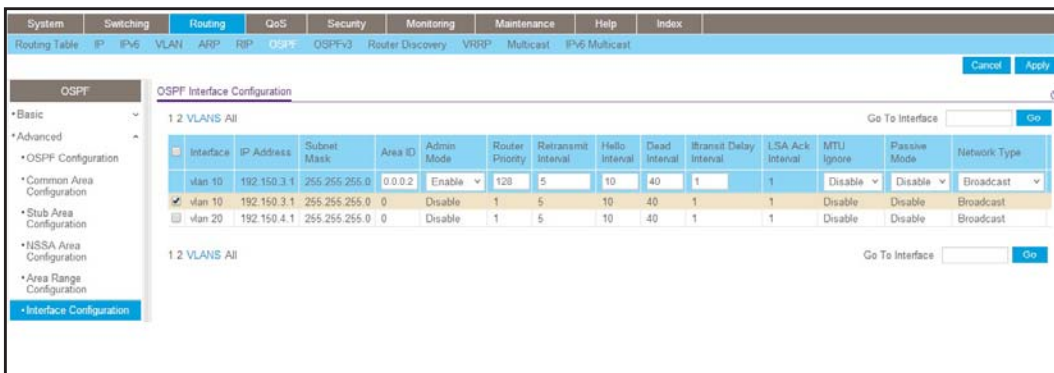 System Switching Routing QoS Security Monitoring Maintenance Help Index
Routing Table IP IPv6 VLAN ARP RIP OSPF OSPFv3 Router Discovery VRRP Multicast IPv6 Multicast
Cancel Apply
OSPF
•Basic
•Advanced
•OSPF Configuration
•Common Area
Configuration
•Stub Area
Configuration
•NSSA Area
Configuration
•Area Range
Configuration
•Interface Configuration
OSPF Interface Configuration
1 2 VLANS All Go To Interface Go
Interface IP Address Subnet Mask Area ID Admin Mode Router Priority Retransmit Interval Hello Interval Dead Interval Iftransit Delay Interval LSA Ack Interval MTU Ignore Passive Mode Network Type
vlan 10 192.150.3.1 255.255.255.0 0.0.0.2 Enable 128 5 10 40 1 1 Disable Disable Broadcast
vlan 10 192.150.3.1 255.255.255.0 0 Disable 1 5 10 40 1 1 Disable Disable Broadcast
vlan 20 192.150.4.1 255.255.255.0 0 Disable 1 5 10 40 1 1 Disable Disable Broadcast
1 2 VLANS All Go To Interface Go